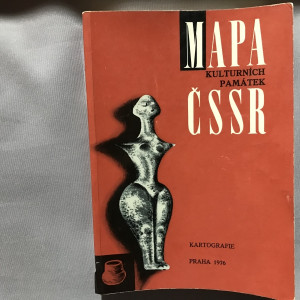 MAPA
KULTURNÍCH
PAMÁTEK
ČSSR
KARTOGRAFIE
PRAHA 1976